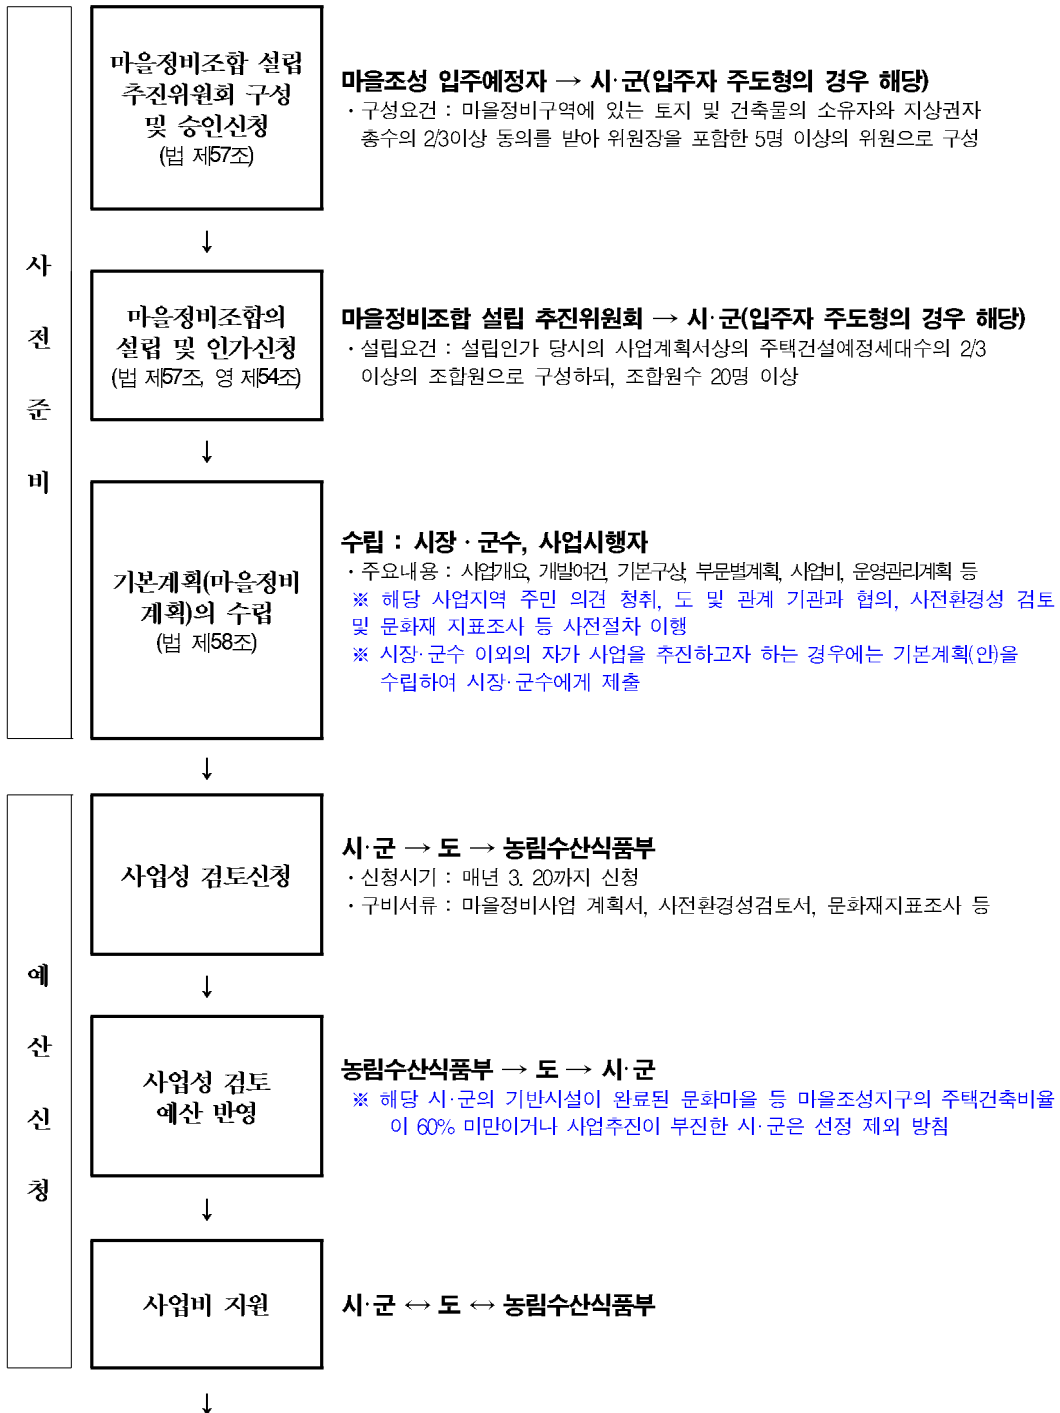 사
전
준
비
마을정비조합 설립
추진위원회 구성
및 승인신청
(법 제57조)
마을조성 입주예정자 → 시·군(입주자 주도형의 경우 해당)
· 구성요건 : 마을정비구역에 있는 토지 및 건축물의 소유자와 지상권자
총수의 2/3이상 동의를 받아 위원장을 포함한 5명 이상의 위원으로 구성
↓
마을정비조합의
설립 및 인가신청
(법 제57조, 영 제54조)
마을정비조합 설립 추진위원회 → 시·군(입주자 주도형의 경우 해당)
· 설립요건 : 설립인가 당시의 사업계획서상의 주택건설예정세대수의 2/3
이상의 조합원으로 구성하되, 조합원수 20명 이상
↓
기본계획(마을정비
계획)의 수립
(법 제58조)
수립 : 시장 · 군수, 사업시행자
· 주요내용 : 사업개요, 개발여건, 기본구상, 부문별계획, 사업비, 운영관리계획 등
※ 해당 사업지역 주민 의견 청취, 도 및 관계 기관과 협의, 사전환경성 검토
및 문화재 지표조사 등 사전절차 이행
※ 시장·군수 이외의 자가 사업을 추진하고자 하는 경우에는 기본계획(안)을
수립하여 시장·군수에게 제출
↓
예
산
신
청
사업성 검토신청
시·군 → 도 → 농림수산식품부
· 신청시기 : 매년 3. 20까지 신청
· 구비서류 : 마을정비사업 계획서, 사전환경성검토서, 문화재지표조사 등
↓
사업성 검토
예산 반영
농림수산식품부 → 도 → 시·군
※ 해당 시·군의 기반시설이 완료된 문화마을 등 마을조성지구의 주택건축비율
이 60% 미만이거나 사업추진이 부진한 시·군은 선정 제외 방침
↓
사업비 지원
시·군 ↔ 도 ↔ 농림수산식품부
↓